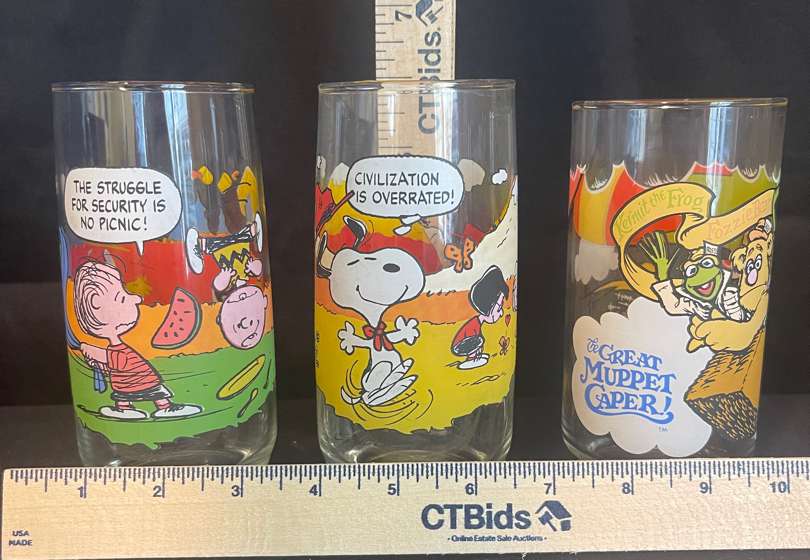 7
CTBids.
THE STRUGGLE
FOR SECURITY IS
NO PICNIC!
CIVILIZATION
IS OVERRATED!
Kermit the Frog
Fozzie Bear
The
GREAT
MUPPET
CAPER!
TM
1 2 3 4 5 6 7 8 9 10
USA
MADE
CTBids
- Online Estate Sale Auctions -